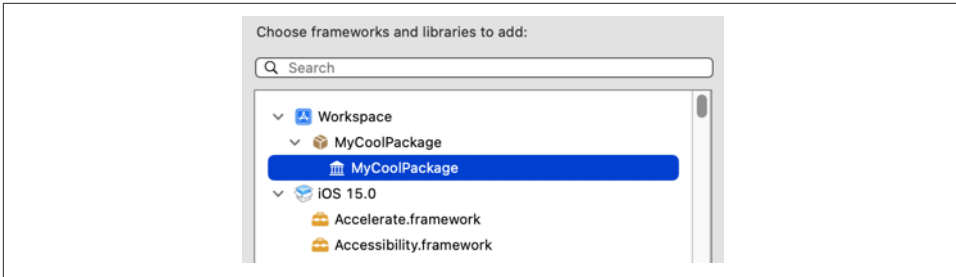 Choose frameworks and libraries to add:
Search
Workspace
MyCoolPackage
MyCoolPackage
iOS 15.0
Accelerate.framework
Accessibility.framework